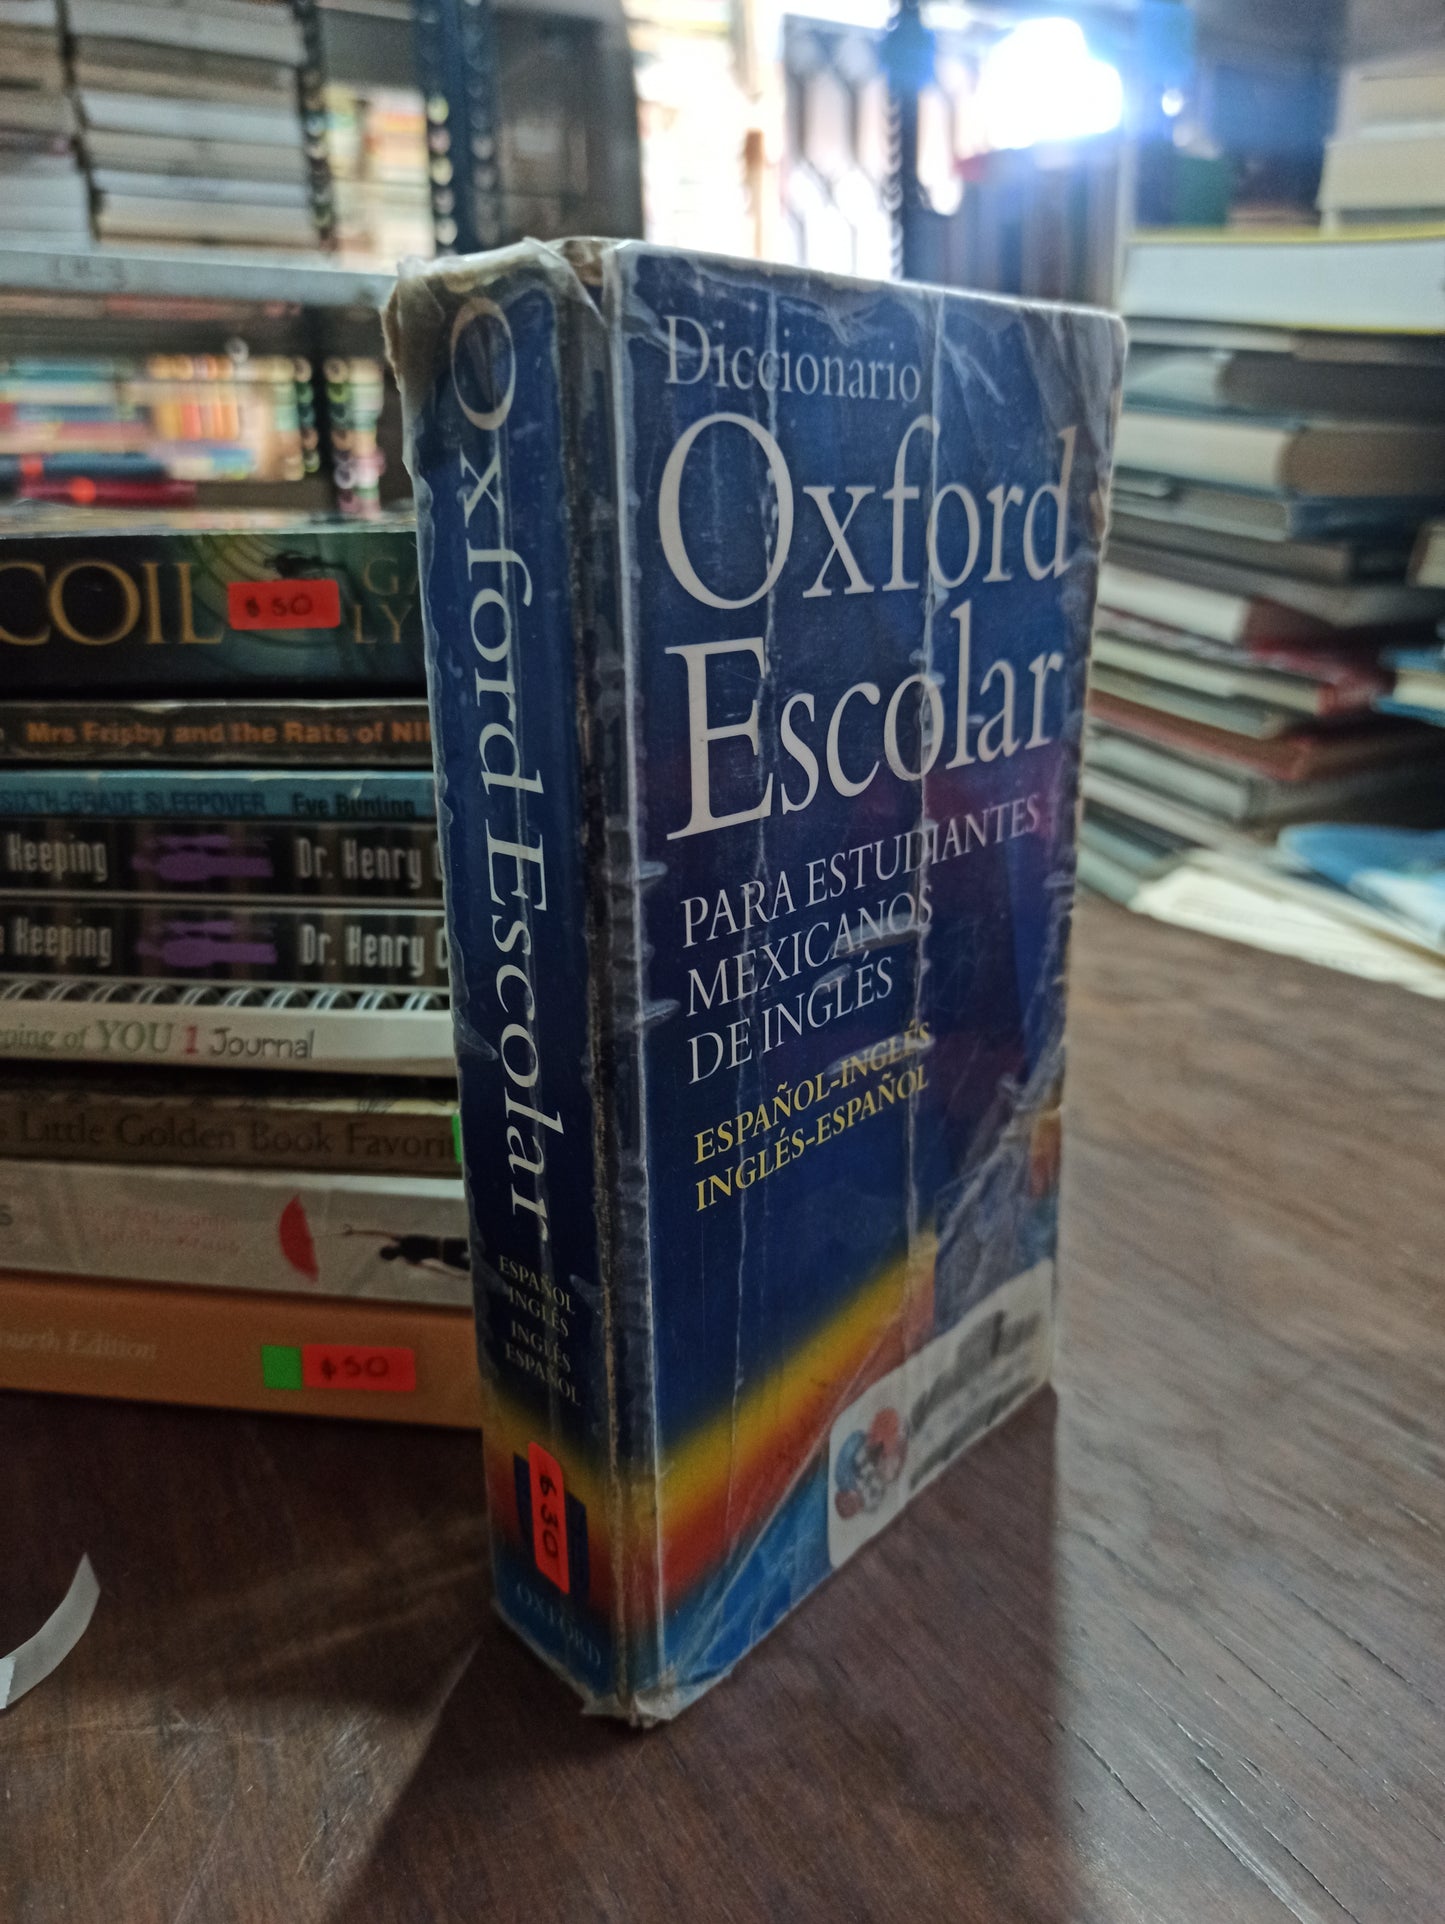 Diccionario
Oxford
Escolar
PARA ESTUDIANTES
MEXICANOS
DE INGLÉS
ESPAÑOL-INGLÉS
INGLÉS-ESPAÑOL
Oxford Escolar
ESPAÑOL
INGLÉS
INGLÉS
ESPAÑOL
$30
OXFORD
COIL
$50
Mrs Frisby and the Rats of
SIXTH-GRADE SLEEPOVER Eve Bunting
Keeping Dr. Henry
Keeping Dr. Henry
of YOU 1 Journal
Little Golden Book
Edition
$50